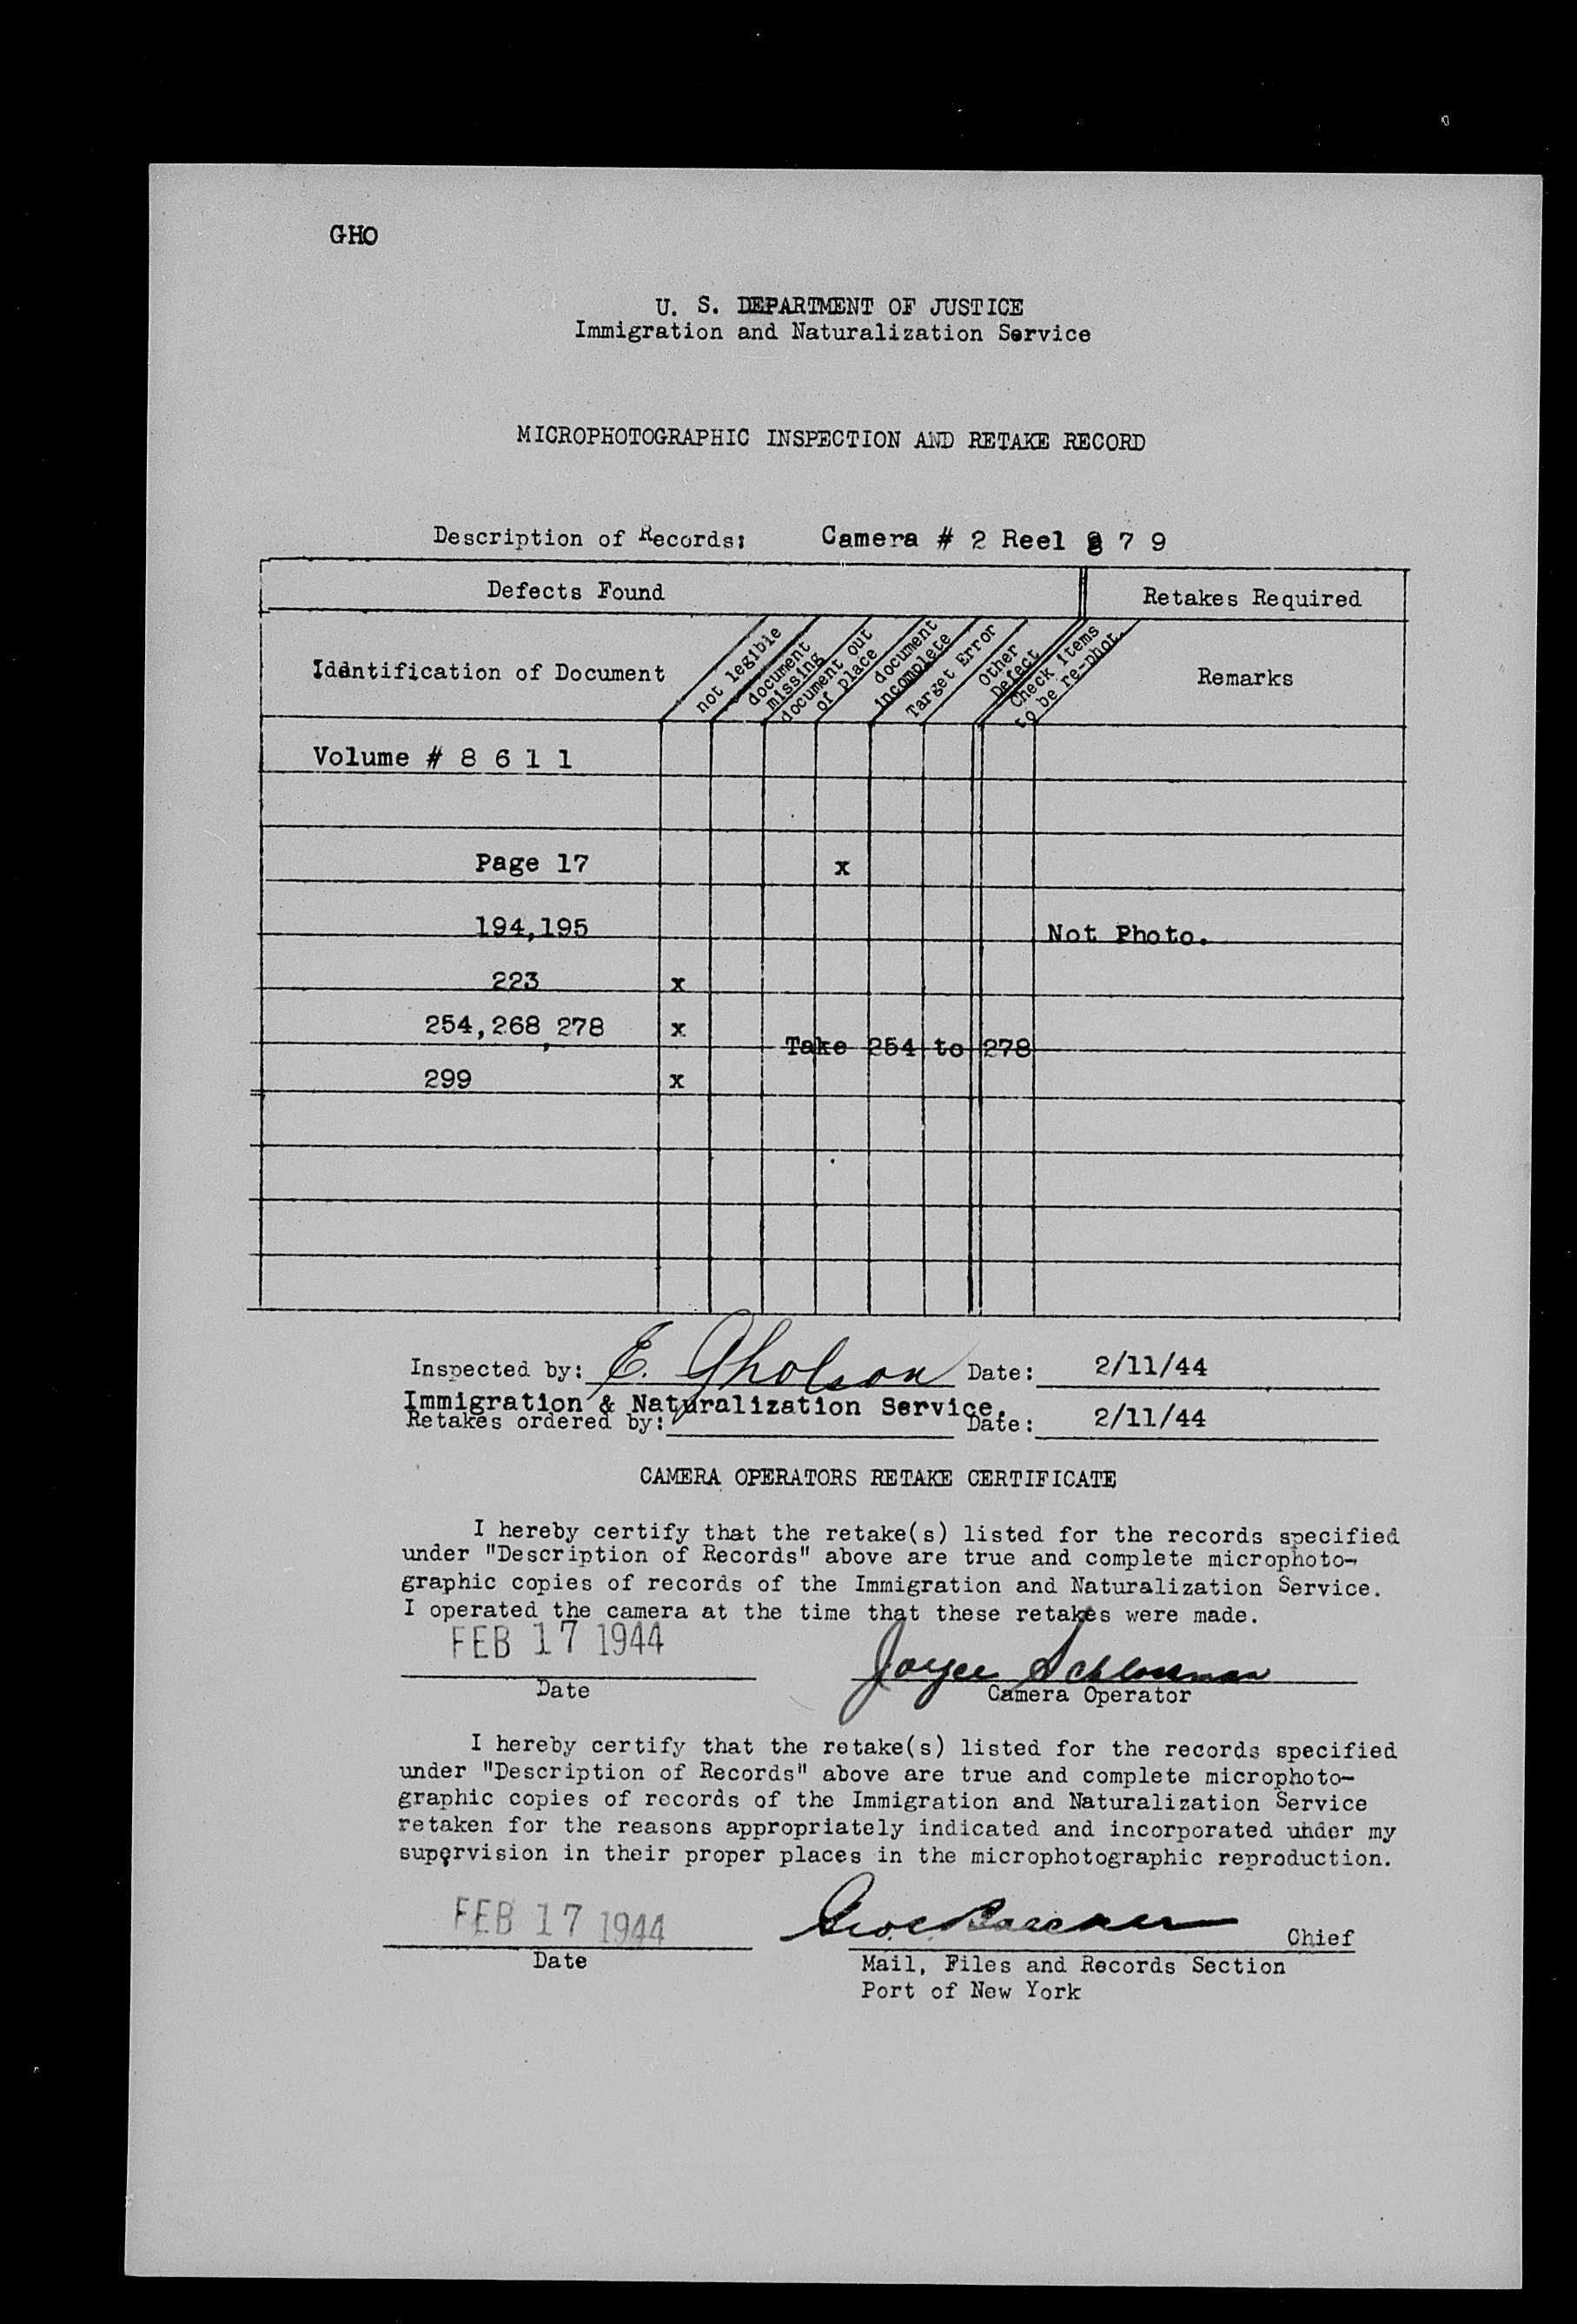 GHO
U. S. DEPARTMENT OF JUSTICE
Immigration and Naturalization Service
MICROPHOTOGRAPHIC INSPECTION AND RETAKE RECORD
Description of Records: Camera # 2 Reel 7 9
Defects Found Retakes Required
Idantification of Document not legible document missing document out of place document incomplete Target Error Other Defect Check items to be re-phot. Remarks
Volume # 8 6 1 1
Page 17 x
194,195 Not Photo.
223 x
254,268,278 x Take 254 to 278
299 x
Inspected by: E. Gholson Date: 2/11/44
Immigration & Naturalization Service.
Retakes ordered by: Date: 2/11/44
CAMERA OPERATORS RETAKE CERTIFICATE
I hereby certify that the retake(s) listed for the records specified
under "Description of Records" above are true and complete microphoto-
graphic copies of records of the Immigration and Naturalization Service.
I operated the camera at the time that these retakes were made.
FEB 17 1944 Joyce
Date Camera Operator
I hereby certify that the retake(s) listed for the records specified
under "Description of Records" above are true and complete microphoto-
graphic copies of records of the Immigration and Naturalization Service
retaken for the reasons appropriately indicated and incorporated under my
supervision in their proper places in the microphotographic reproduction.
FEB 17 1944 Chief
Date Mail, Files and Records Section
Port of New York